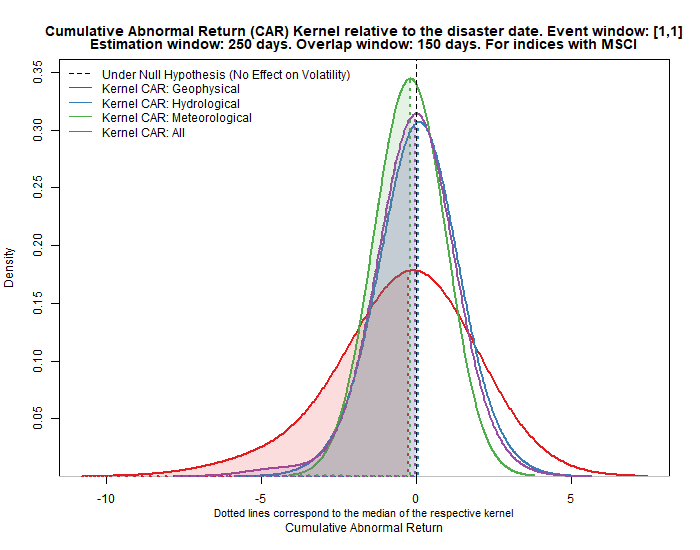 Cumulative Abnormal Return (CAR) Kernel relative to the disaster date. Event window: [1,1]
Estimation window: 250 days. Overlap window: 150 days. For indices with MSCI
Under Null Hypothesis (No Effect on Volatility)
Kernel CAR: Geophysical
Kernel CAR: Hydrological
Kernel CAR: Meteorological
Kernel CAR: All
0.35
0.30
0.25
0.20
0.15
0.10
0.05
Density
-10
-5
0
5
Dotted lines correspond to the median of the respective kernel
Cumulative Abnormal Return